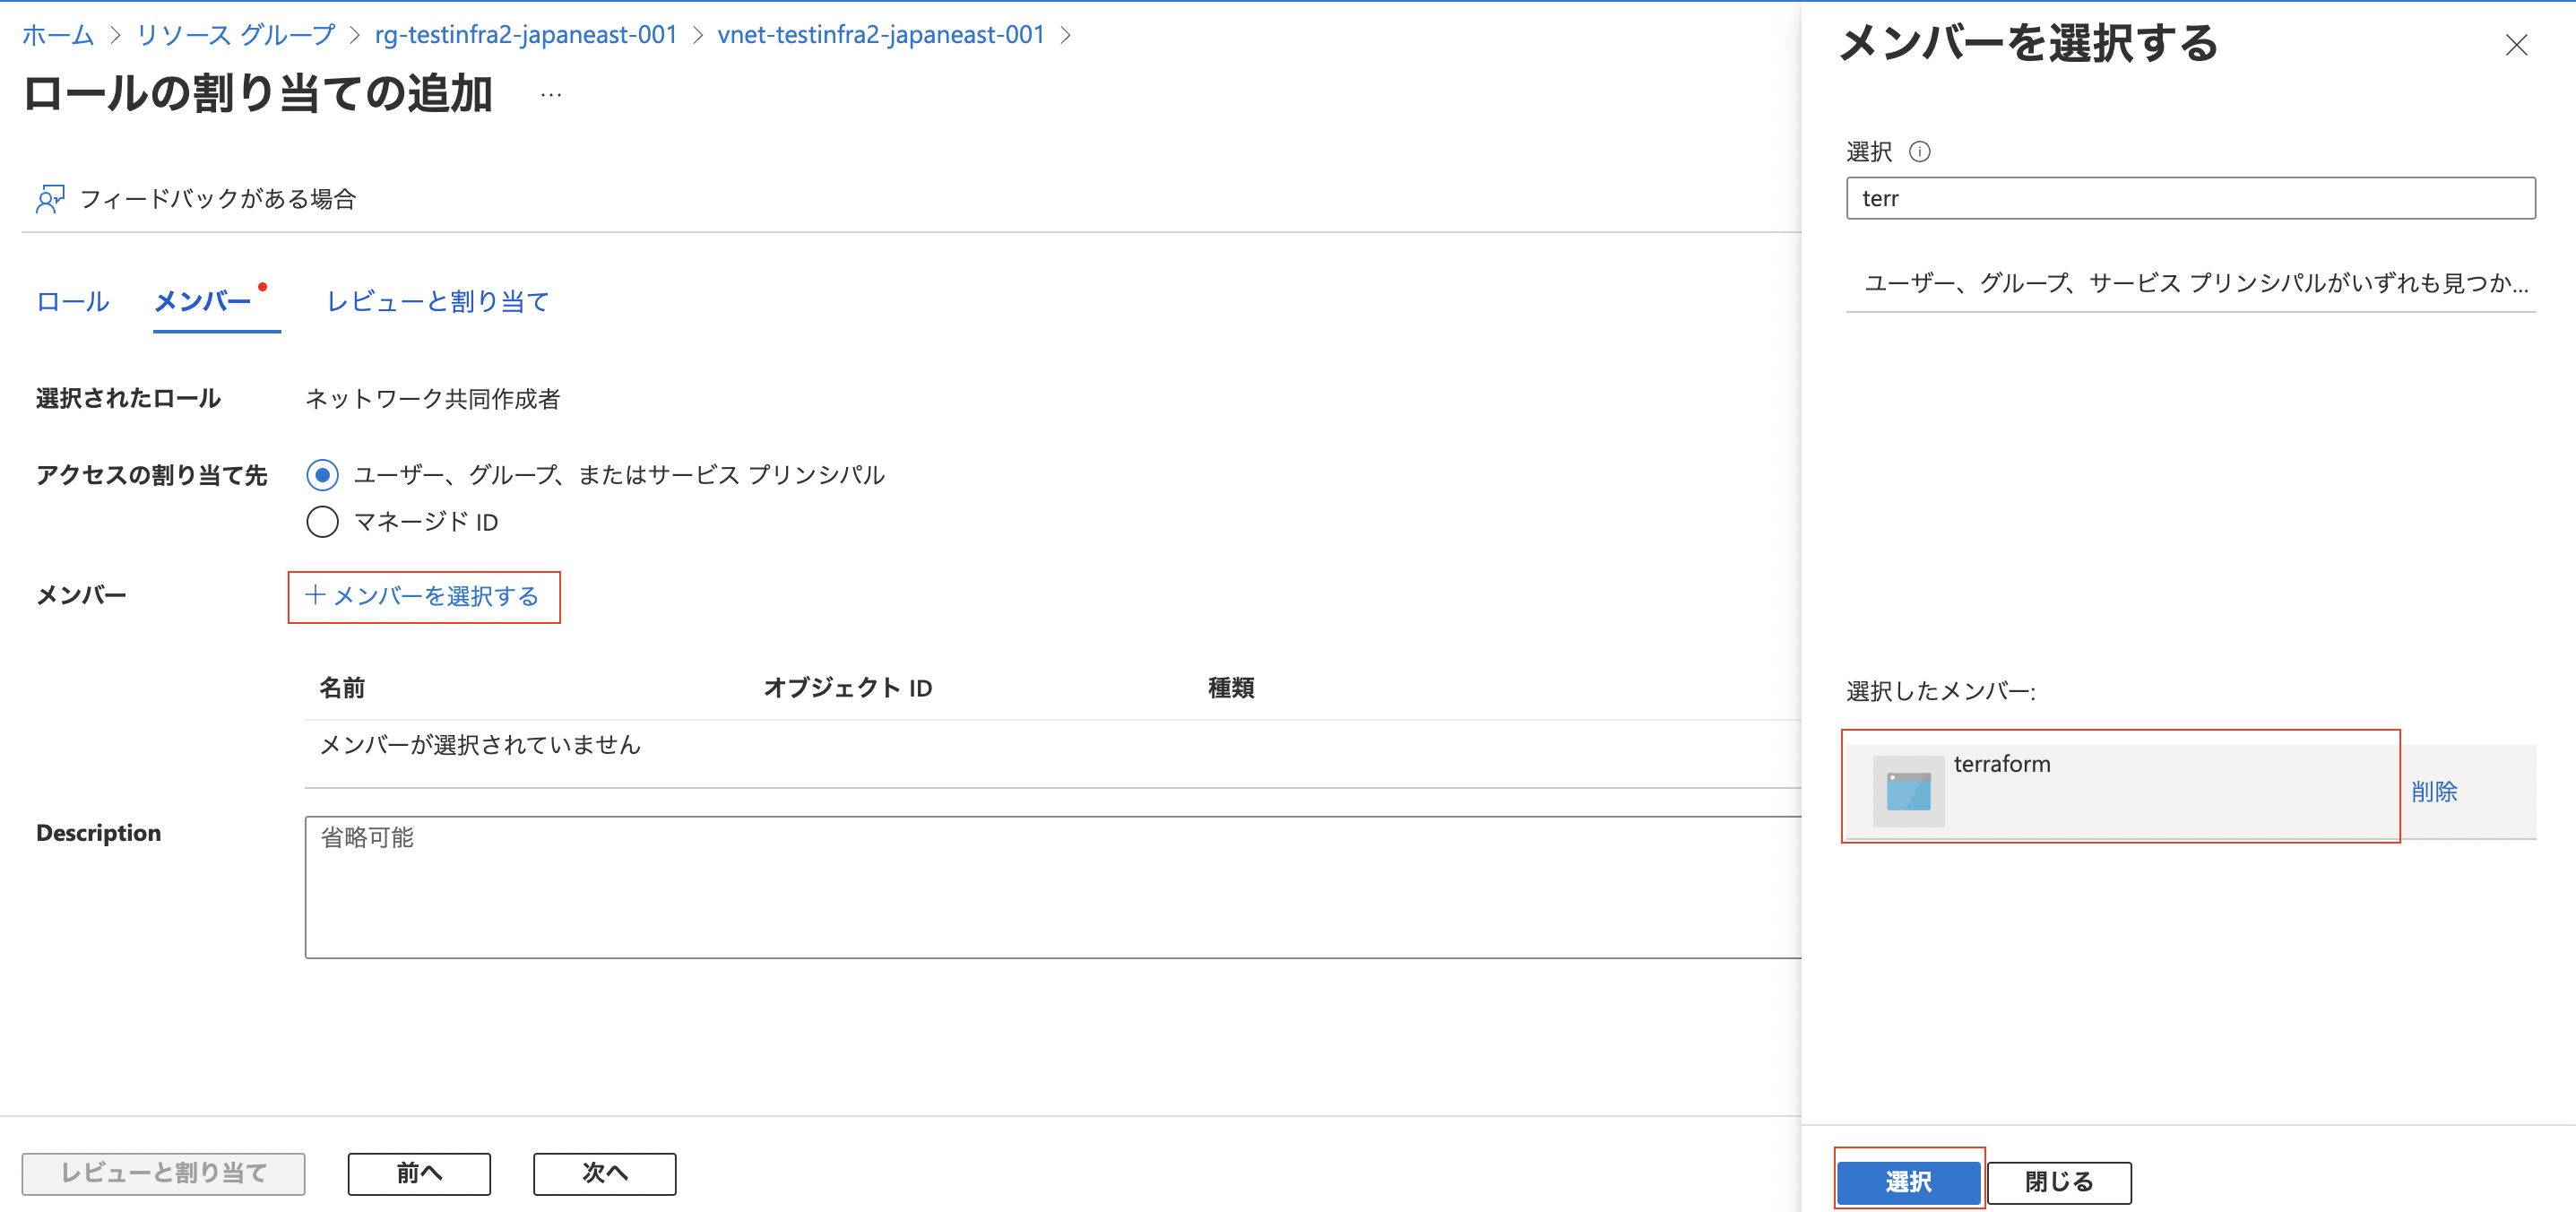 ホーム > リソース グループ > rg-testinfra2-japaneast-001 > vnet-testinfra2-japaneast-001 >
ロールの割り当ての追加 ...
フィードバックがある場合
ロール メンバー レビューと割り当て
選択されたロール ネットワーク共同作成者
アクセスの割り当て先 ユーザー、グループ、またはサービス プリンシパル
マネージド ID
メンバー + メンバーを選択する
名前 オブジェクト ID 種類
メンバーが選択されていません
Description 省略可能
レビューと割り当て 前へ 次へ
メンバーを選択する
選択
terr
ユーザー、グループ、サービス プリンシパルがいずれも見つか...
選択したメンバー:
terraform
削除
選択 閉じる